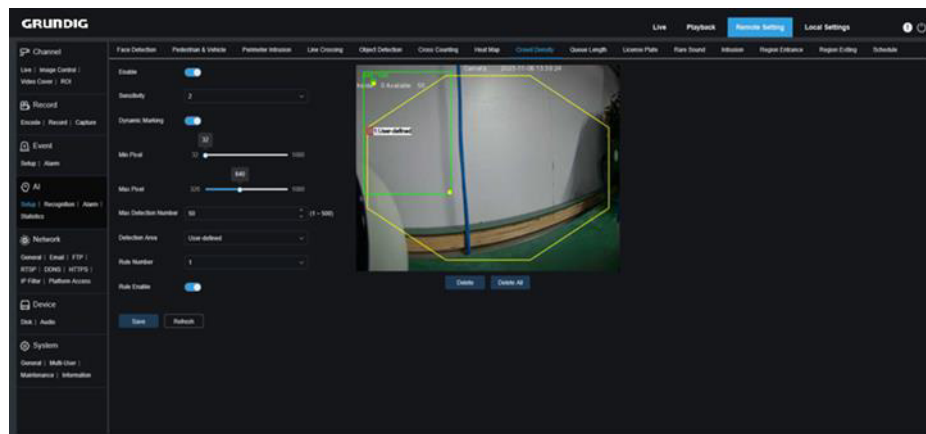 GRUNDIG
Live Playback Remote Setting Local Settings
Channel
Live | Image Control |
Video Cover | ROI
Record
Encode | Record | Capture
Event
Setup | Alarm
AI
Setup | Recognition | Alarm |
Statistics
Network
General | Email | FTP |
RTSP | DDNS | HTTPS |
IP Filter | Platform Access
Device
Disk | Audio
System
General | Multi-User |
Maintenance | Information
Face Detection Pedestrian & Vehicle Perimeter Intrusion Line Crossing Object Detection Cross Counting Heat Map Crowd Density Queue Length License Plate Rare Sound Intrusion Region Entrance Region Exiting Schedule
Enable
Sensitivity 2
Dynamic Marking
32
Min Pixel 32 1080
640
Max Pixel 320 1080
Max Detection Number 50 (1 ~ 500)
Detection Area User-defined
Rule Number 1
Rule Enable
Save Refresh
Camera
0 Available 50
User-defined
Delete Delete All